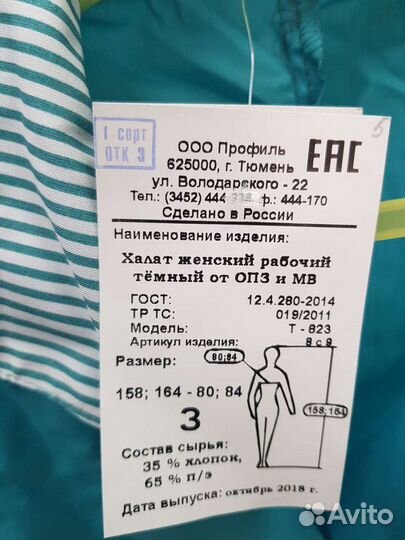 1 сорт
ОТК 3
5
ООО Профиль
625000, г. Тюмень
ул. Володарского - 22
Тел.: (3452) 444 ф.: 444-170
Сделано в России
EAC
Наименование изделия:
Халат женский рабочий
тёмный от ОПЗ и МВ
ГОСТ: 12.4.280-2014
ТР ТС: 019/2011
Модель: Т - 823
Артикул изделия: 8 с 9
Размер:
80;84
158; 164 - 80; 84
158;164
3
Состав сырья:
35 % хлопок,
65 % п/э
Дата выпуска: октябрь 2018 г.
Avito